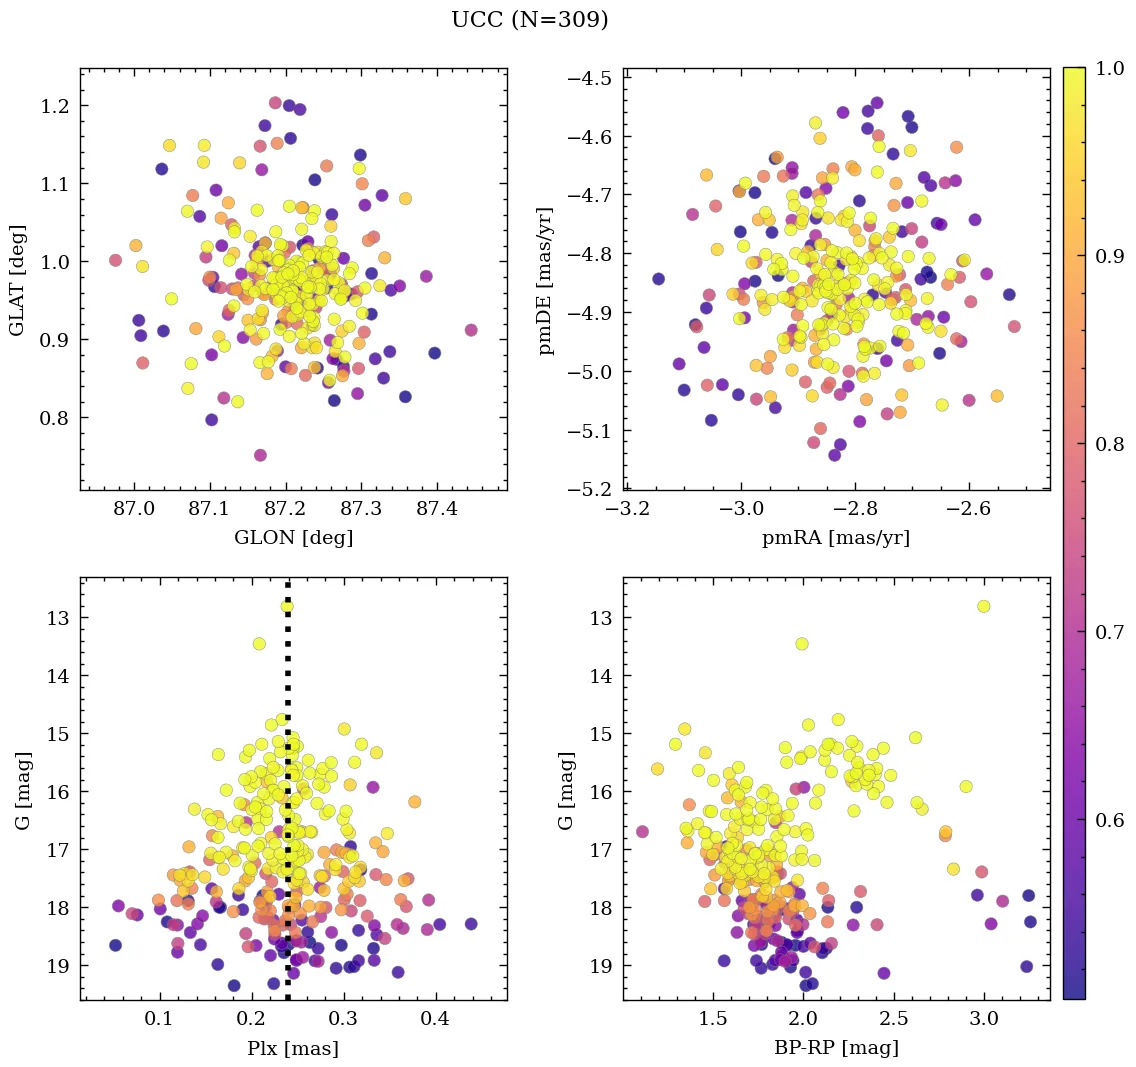 UCC (N=309)
1.2
1.1
1.0
0.9
0.8
GLAT [deg]
87.0 87.1 87.2 87.3 87.4
GLON [deg]
−4.5
−4.6
−4.7
−4.8
−4.9
−5.0
−5.1
−5.2
pmDE [mas/yr]
−3.2 −3.0 −2.8 −2.6
pmRA [mas/yr]
13
14
15
16
17
18
19
G [mag]
0.1 0.2 0.3 0.4
Plx [mas]
13
14
15
16
17
18
19
G [mag]
1.5 2.0 2.5 3.0
BP-RP [mag]
1.0
0.9
0.8
0.7
0.6